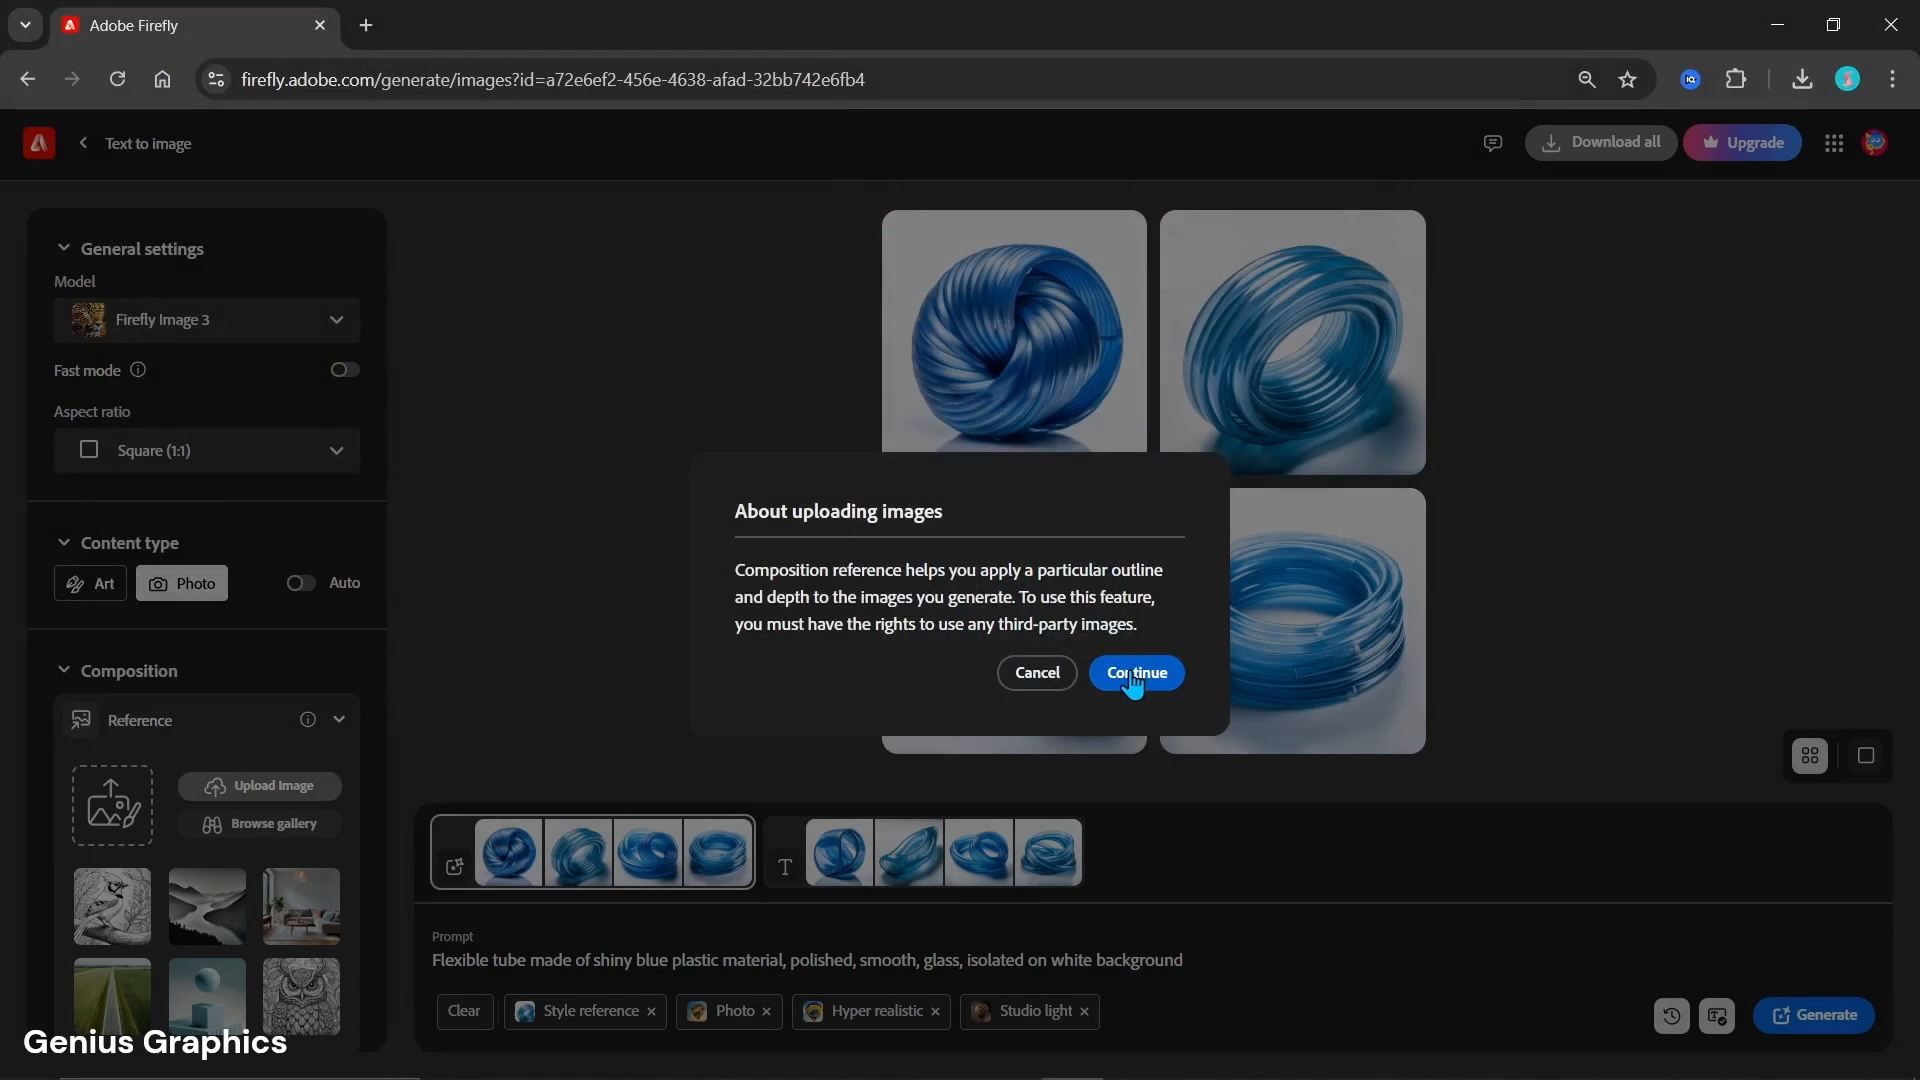 Adobe Firefly
firefly.adobe.com/generate/images?id=a72e6ef2-456e-4638-afad-32bb742e6fb4
Text to image
Download all
Upgrade
General settings
Model
Firefly Image 3
Fast mode
Aspect ratio
Square (1:1)
Content type
Art
Photo
Auto
Composition
Reference
Upload Image
Browse gallery
About uploading images
Composition reference helps you apply a particular outline
and depth to the images you generate. To use this feature,
you must have the rights to use any third-party images.
Cancel
Continue
Prompt
Flexible tube made of shiny blue plastic material, polished, smooth, glass, isolated on white background
Clear
Style reference
Photo
Hyper realistic
Studio light
Generate
Genius Graphics